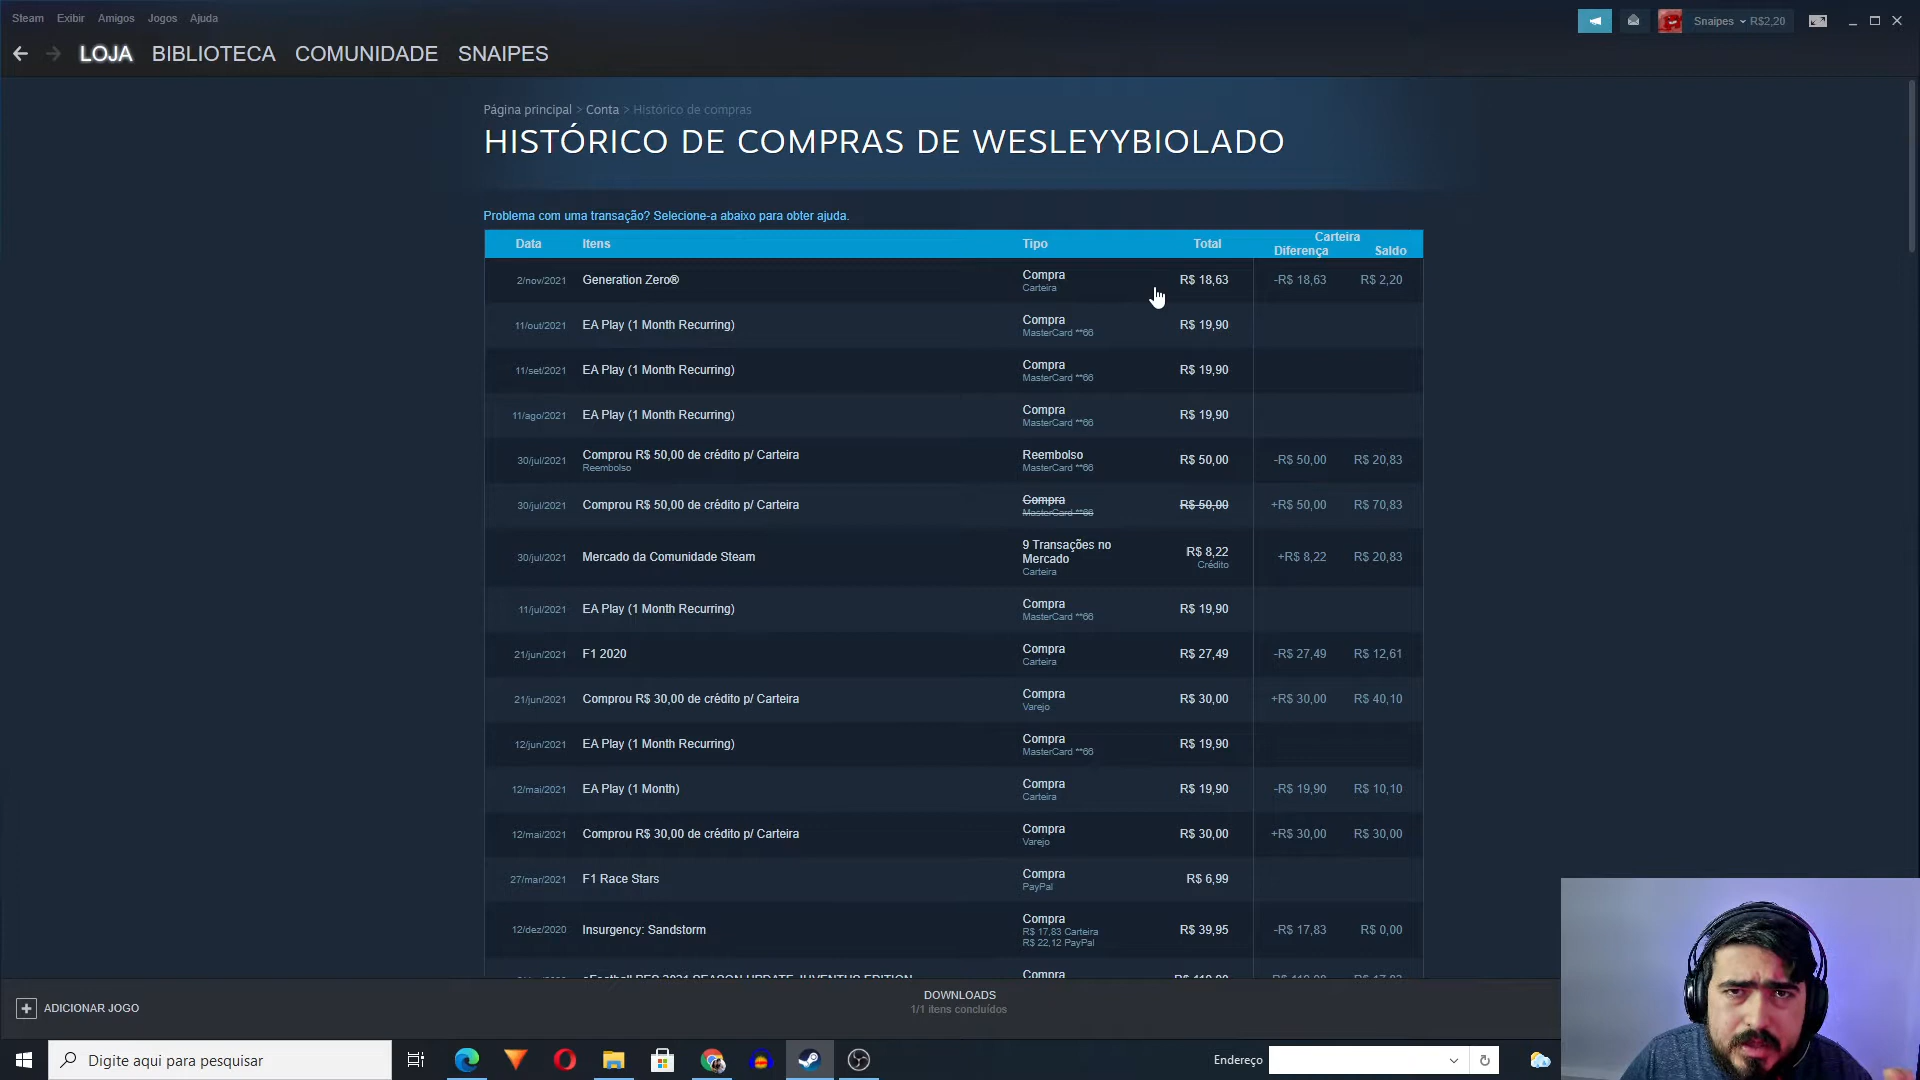 Steam Exibir Amigos Jogos Ajuda
Snaipes R$2,20
LOJA BIBLIOTECA COMUNIDADE SNAIPES
Página principal > Conta > Histórico de compras
HISTÓRICO DE COMPRAS DE WESLEYYBIOLADO
Problema com uma transação? Selecione-a abaixo para obter ajuda.
Carteira
Data Itens Tipo Total Diferença Saldo
2/nov/2021 Generation Zero® Compra R$ 18,63 -R$ 18,63 R$ 2,20
Carteira
11/out/2021 EA Play (1 Month Recurring) Compra R$ 19,90
MasterCard **66
11/set/2021 EA Play (1 Month Recurring) Compra R$ 19,90
MasterCard **66
11/ago/2021 EA Play (1 Month Recurring) Compra R$ 19,90
MasterCard **66
30/jul/2021 Comprou R$ 50,00 de crédito p/ Carteira Reembolso R$ 50,00 -R$ 50,00 R$ 20,83
Reembolso MasterCard **66
30/jul/2021 Comprou R$ 50,00 de crédito p/ Carteira Compra R$ 50,00 +R$ 50,00 R$ 70,83
MasterCard **66
30/jul/2021 Mercado da Comunidade Steam 9 Transações no R$ 8,22 +R$ 8,22 R$ 20,83
Mercado Crédito
Carteira
11/jul/2021 EA Play (1 Month Recurring) Compra R$ 19,90
MasterCard **66
21/jun/2021 F1 2020 Compra R$ 27,49 -R$ 27,49 R$ 12,61
Carteira
21/jun/2021 Comprou R$ 30,00 de crédito p/ Carteira Compra R$ 30,00 +R$ 30,00 R$ 40,10
Varejo
12/jun/2021 EA Play (1 Month Recurring) Compra R$ 19,90
MasterCard **66
12/mai/2021 EA Play (1 Month) Compra R$ 19,90 -R$ 19,90 R$ 10,10
Carteira
12/mai/2021 Comprou R$ 30,00 de crédito p/ Carteira Compra R$ 30,00 +R$ 30,00 R$ 30,00
Varejo
27/mar/2021 F1 Race Stars Compra R$ 6,99
PayPal
12/dez/2020 Insurgency: Sandstorm Compra R$ 39,95 -R$ 17,83 R$ 0,00
R$ 17,83 Carteira
R$ 22,12 PayPal
eFootball PES 2021 SEASON UPDATE JUVENTUS EDITION Compra
ADICIONAR JOGO
DOWNLOADS
1/1 itens concluídos
Digite aqui para pesquisar
Endereço